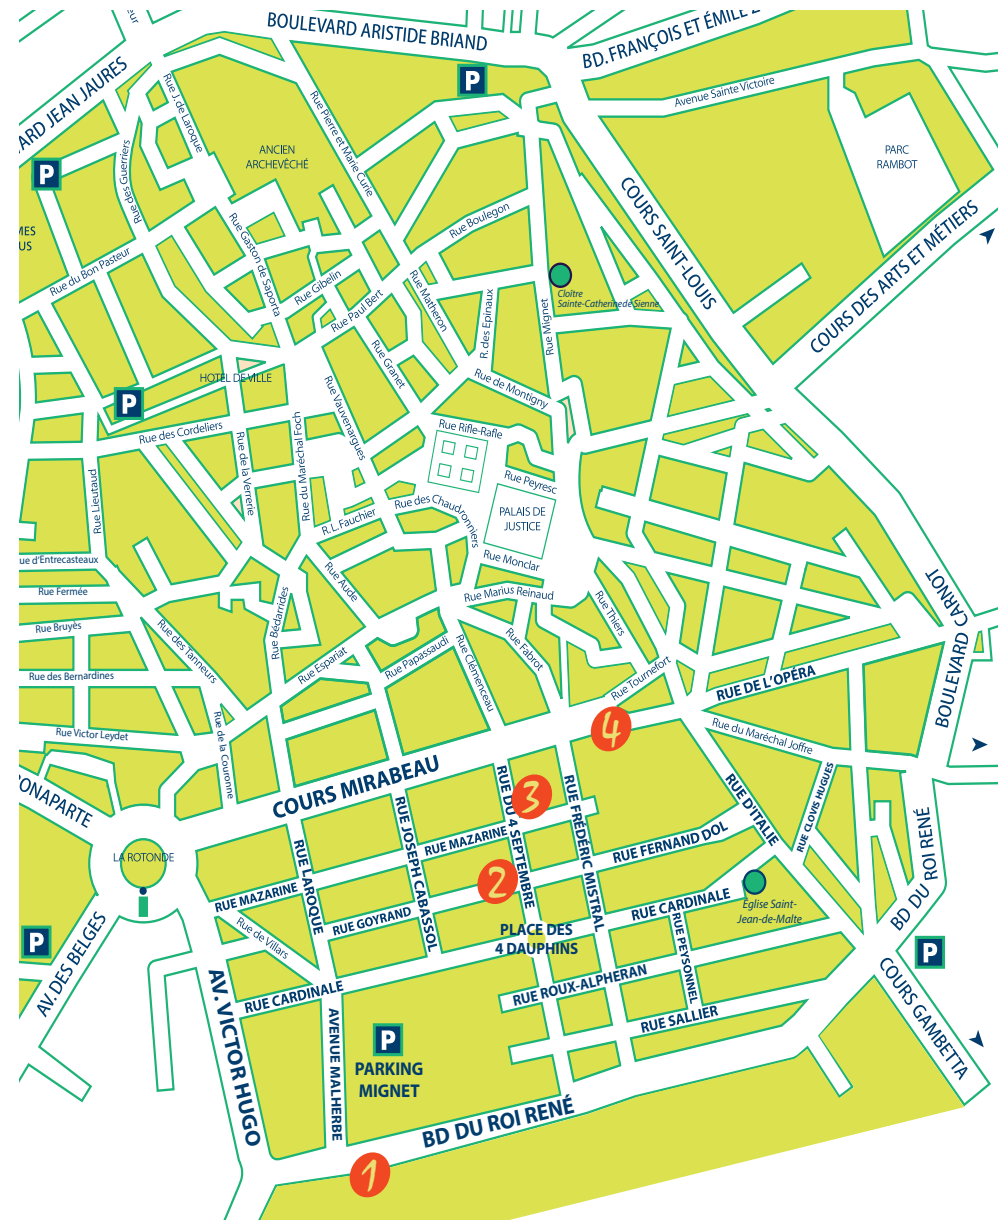 BOULEVARD ARISTIDE BRIAND
BD. FRANÇOIS ET ÉMILE Z
ARD JEAN JAURES
P
Avenue Sainte Victoire
Rue J. de Laroque
Rue Pierre et Marie Curie
ANCIEN
ARCHEVÊCHÉ
PARC
RAMBOT
P
Rue des Guerriers
COURS SAINT-LOUIS
COURS DES ARTS ET MÉTIERS
MES
US
Rue Boulegon
Rue Gaston de Saporta
Rue du Bon Pasteur
Rue Gibelin
Rue Paul Bert
Rue Matheron
Cloître
Sainte-Catherine de Sienne
R. des Epinaux
Rue Mignet
Rue Granet
HOTEL DE VILLE
Rue de Montigny
P
Rue Vauvenargues
Rue des Cordeliers
Rue Rifle-Rafle
Rue de la Verrerie
Rue du Maréchal Foch
Rue Lieutaud
Rue Peyresc
R.L. Fauchier
Rue des Chaudronniers
PALAIS DE
JUSTICE
ue d'Entrecasteaux
Rue Monclar
Rue Fermée
Rue Aude
Rue Marius Reinaud
Rue Thiers
BOULEVARD CARNOT
Rue Bruyès
Rue Bédarrides
Rue des Tanneurs
Rue Espariat
Rue Papassaudi
Rue Clémenceau
Rue Fabrot
Rue Tournefort
RUE DE L'OPÉRA
Rue des Bernardines
Rue Victor Leydet
Rue de la Couronne
4
Rue du Maréchal Joffre
ONAPARTE
COURS MIRABEAU
RUE DU 4 SEPTEMBRE
3
RUE FRÉDÉRIC MISTRAL
RUE D'ITALIE
RUE CLOVIS HUGUES
RUE JOSEPH CABASSOL
RUE LAROQUE
LA ROTONDE
RUE MAZARINE
RUE MAZARINE
RUE FERNAND DOL
BD DU ROI RENÉ
2
RUE GOYRAND
RUE CARDINALE
Eglise Saint-
Jean-de-Malte
Rue de Villars
PLACE DES
4 DAUPHINS
RUE PEYSONNEL
P
P
AV. DES BELGES
AV. VICTOR HUGO
RUE CARDINALE
RUE ROUX-ALPHERAN
RUE SALLIER
COURS GAMBETTA
AVENUE MALHERBE
P
PARKING
MIGNET
BD DU ROI RENÉ
1